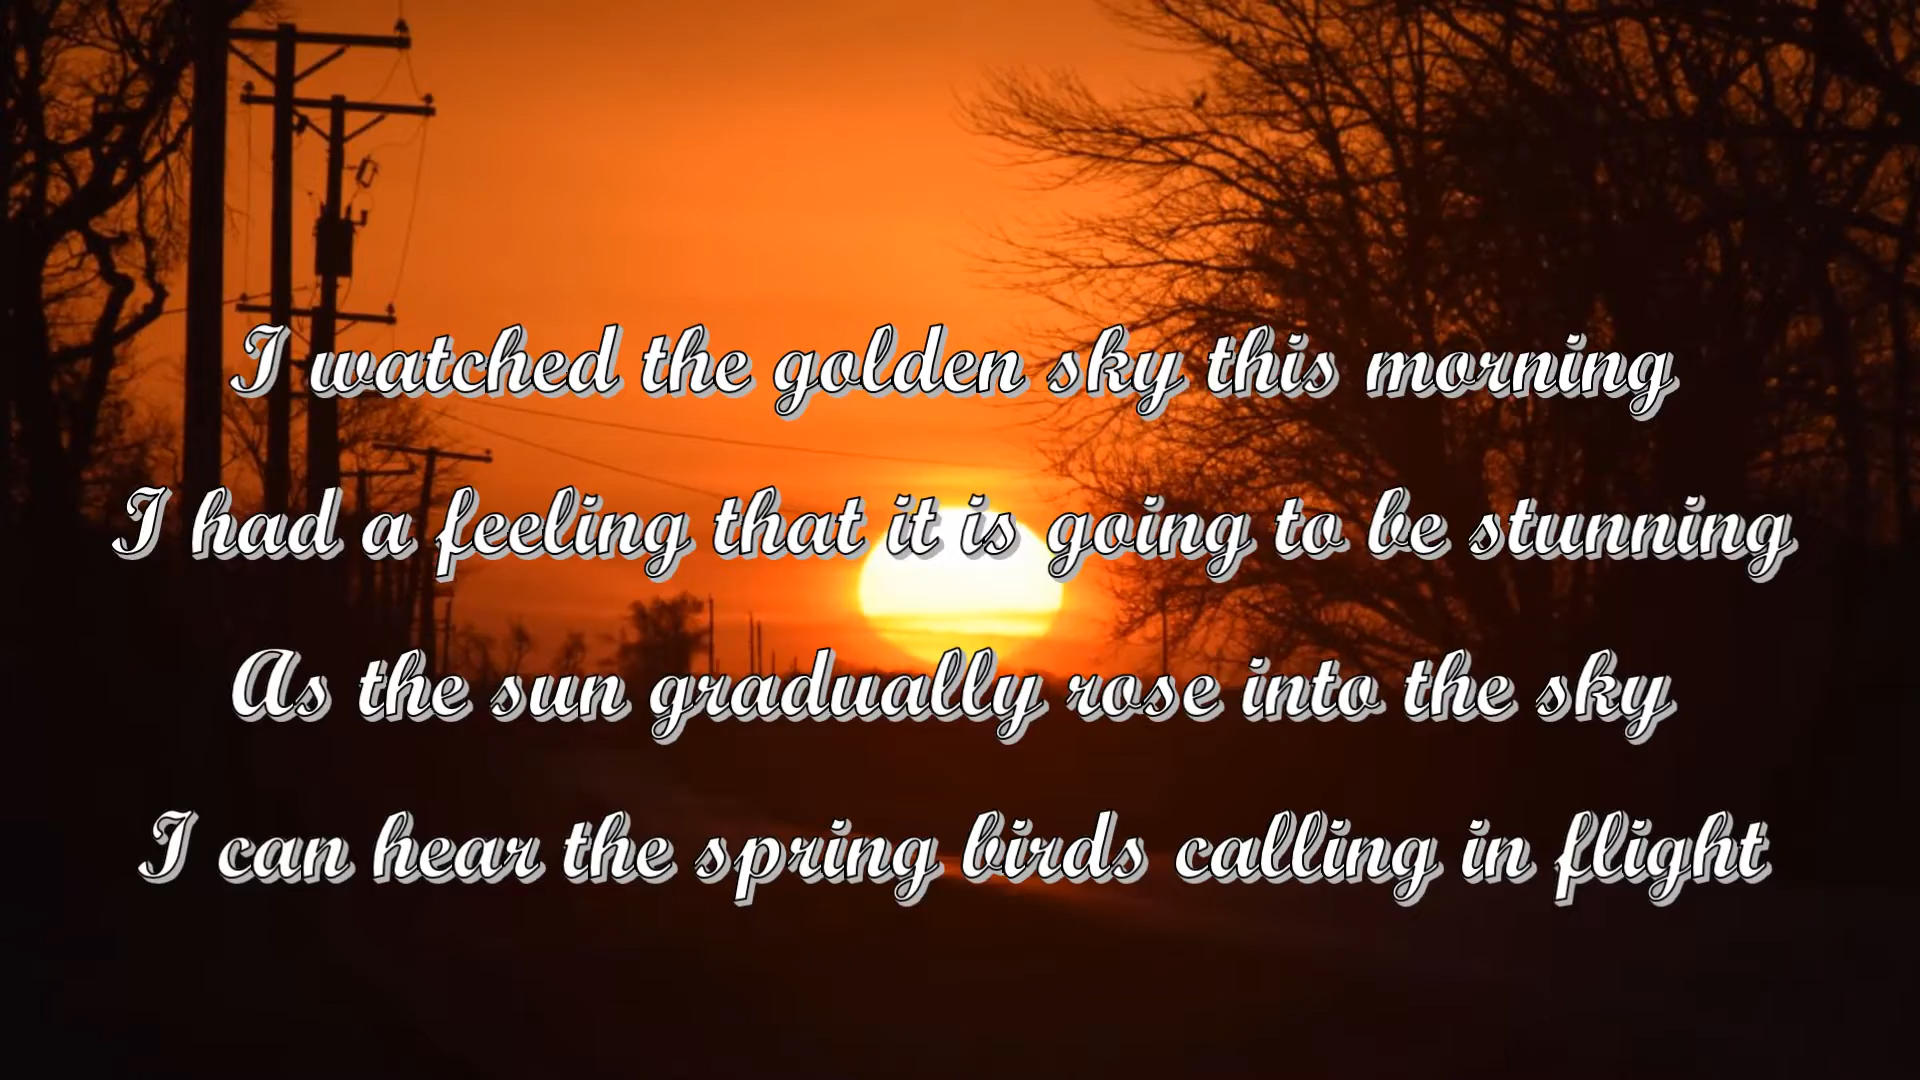 I watched the golden sky this morning
I had a feeling that it is going to be stunning
As the sun gradually rose into the sky
I can hear the spring birds calling in flight